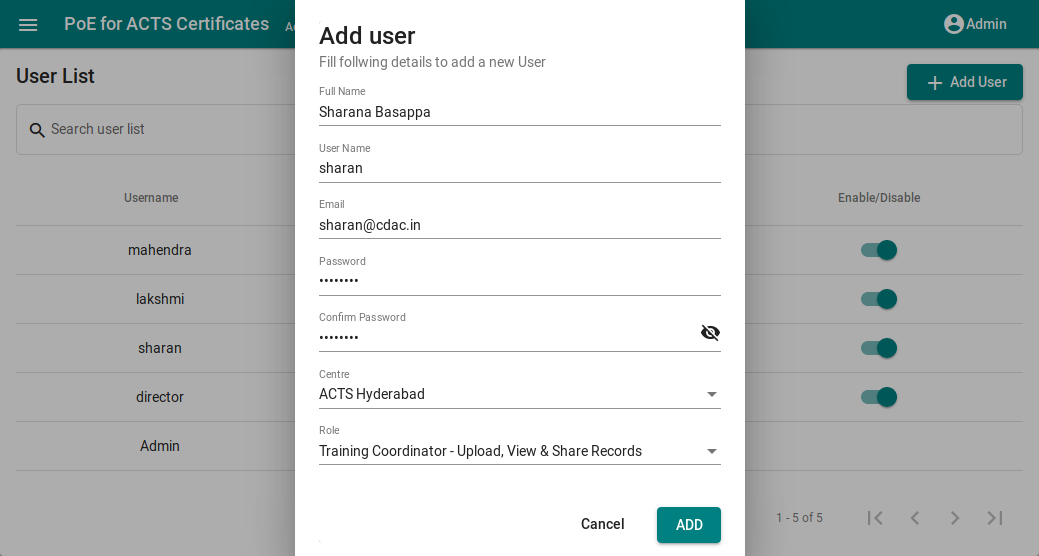 PoE for ACTS Certificates
Admin
User List
Add User
Search user list
Username
Enable/Disable
mahendra
lakshmi
sharan
director
Admin
1 - 5 of 5
Add user
Fill follwing details to add a new User
Full Name
Sharana Basappa
User Name
sharan
Email
sharan@cdac.in
Password
••••••••
Confirm Password
••••••••
Centre
ACTS Hyderabad
Role
Training Coordinator - Upload, View & Share Records
Cancel
ADD